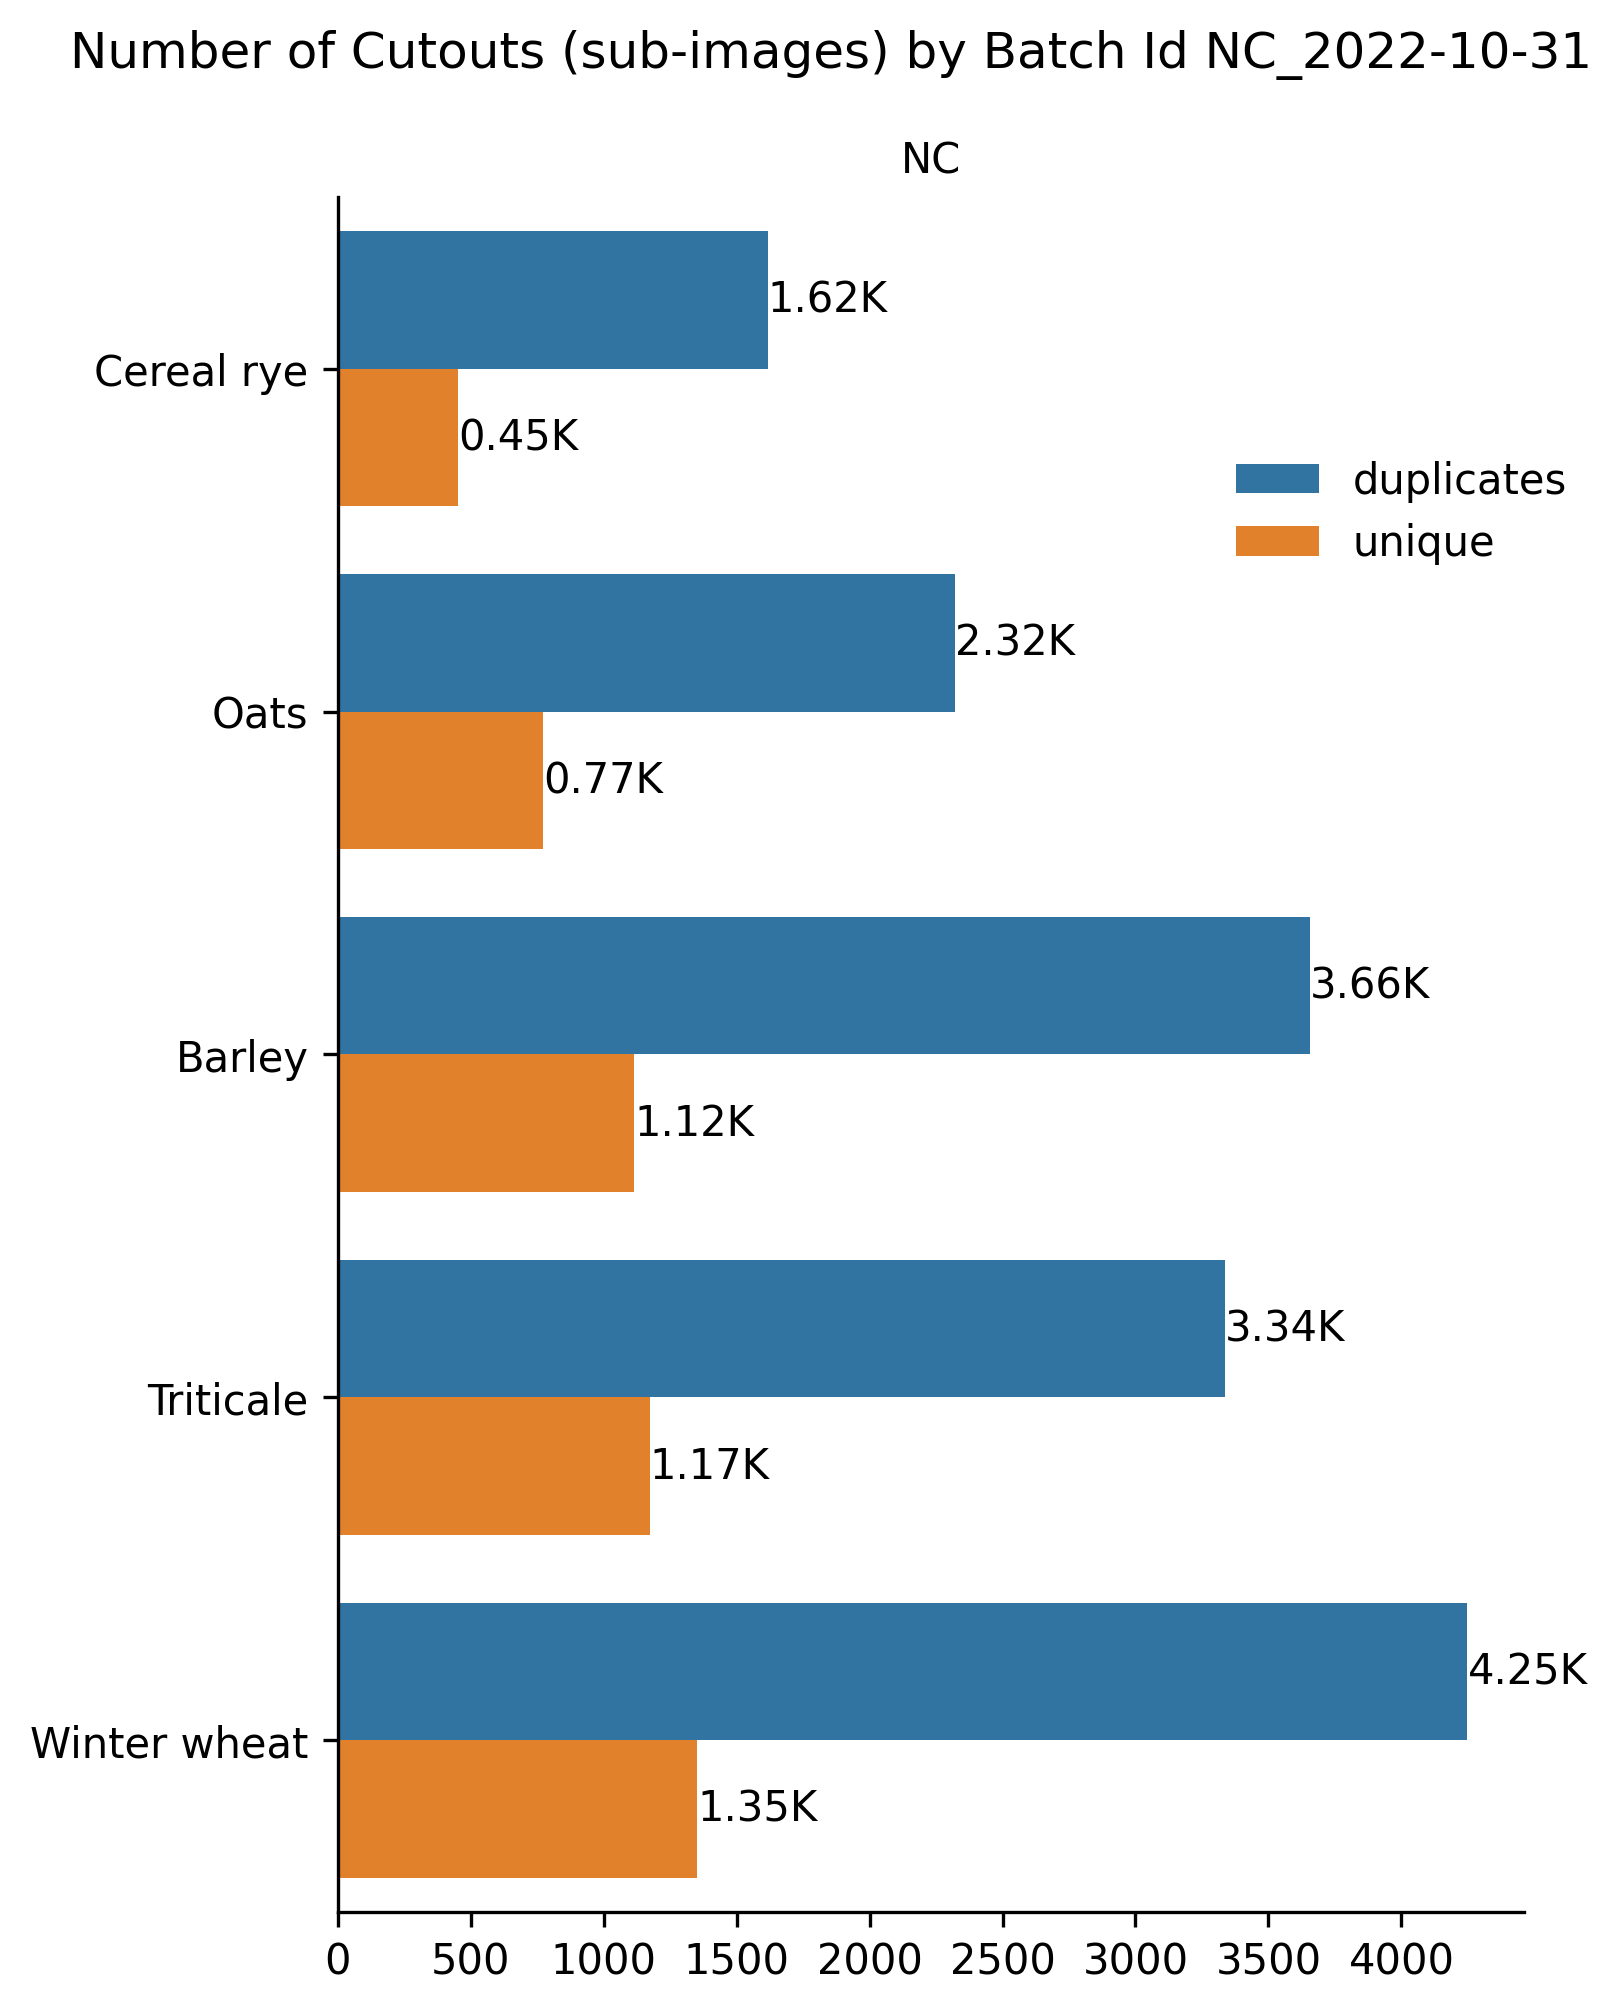 Number of Cutouts (sub-images) by Batch Id NC_2022-10-31
NC
1.62K
Cereal rye
0.45K
duplicates
unique
2.32K
Oats
0.77K
3.66K
Barley
1.12K
3.34K
Triticale
1.17K
4.25K
Winter wheat
1.35K
0 500 1000 1500 2000 2500 3000 3500 4000